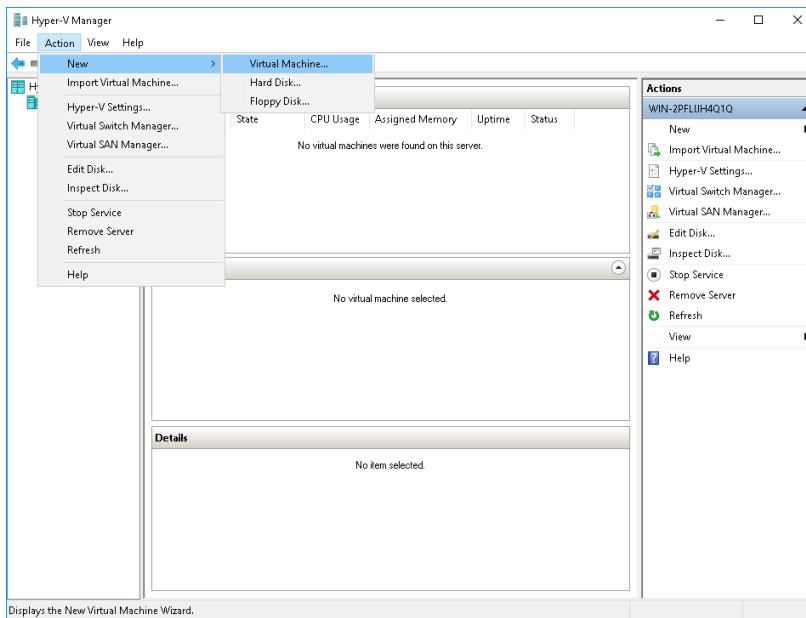 Hyper-V Manager
File Action View Help
New
Import Virtual Machine...
Hyper-V Settings...
Virtual Switch Manager...
Virtual SAN Manager...
Edit Disk...
Inspect Disk...
Stop Service
Remove Server
Refresh
Help
Virtual Machine...
Hard Disk...
Floppy Disk...
State CPU Usage Assigned Memory Uptime Status
No virtual machines were found on this server.
No virtual machine selected.
Details
No item selected.
Actions
WIN-2PFLIJH4Q1Q
New
Import Virtual Machine...
Hyper-V Settings...
Virtual Switch Manager...
Virtual SAN Manager...
Edit Disk...
Inspect Disk...
Stop Service
Remove Server
Refresh
View
Help
Displays the New Virtual Machine Wizard.